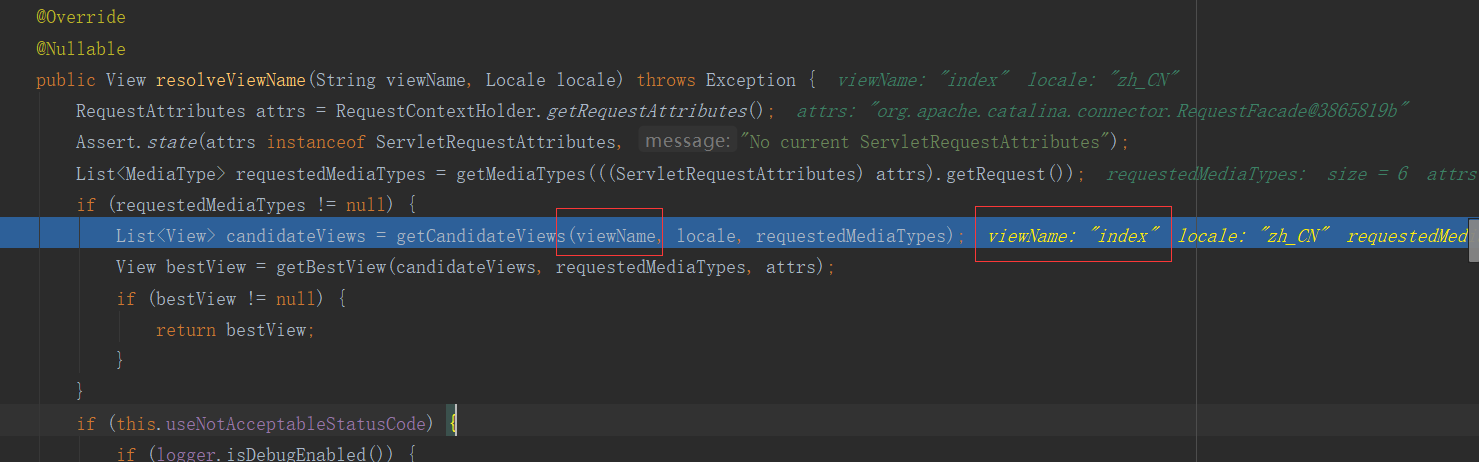 @Override
@Nullable
public View resolveViewName(String viewName, Locale locale) throws Exception { viewName: "index" locale: "zh_CN"
RequestAttributes attrs = RequestContextHolder.getRequestAttributes(); attrs: "org.apache.catalina.connector.RequestFacade@3865819b"
Assert.state(attrs instanceof ServletRequestAttributes, message: "No current ServletRequestAttributes");
List<MediaType> requestedMediaTypes = getMediaTypes(((ServletRequestAttributes) attrs).getRequest()); requestedMediaTypes: size = 6 attrs
if (requestedMediaTypes != null) {
List<View> candidateViews = getCandidateViews(viewName, locale, requestedMediaTypes); viewName: "index" locale: "zh_CN" requestedMed
View bestView = getBestView(candidateViews, requestedMediaTypes, attrs);
if (bestView != null) {
return bestView;
}
}
if (this.useNotAcceptableStatusCode) {
if (logger.isDebugEnabled()) {